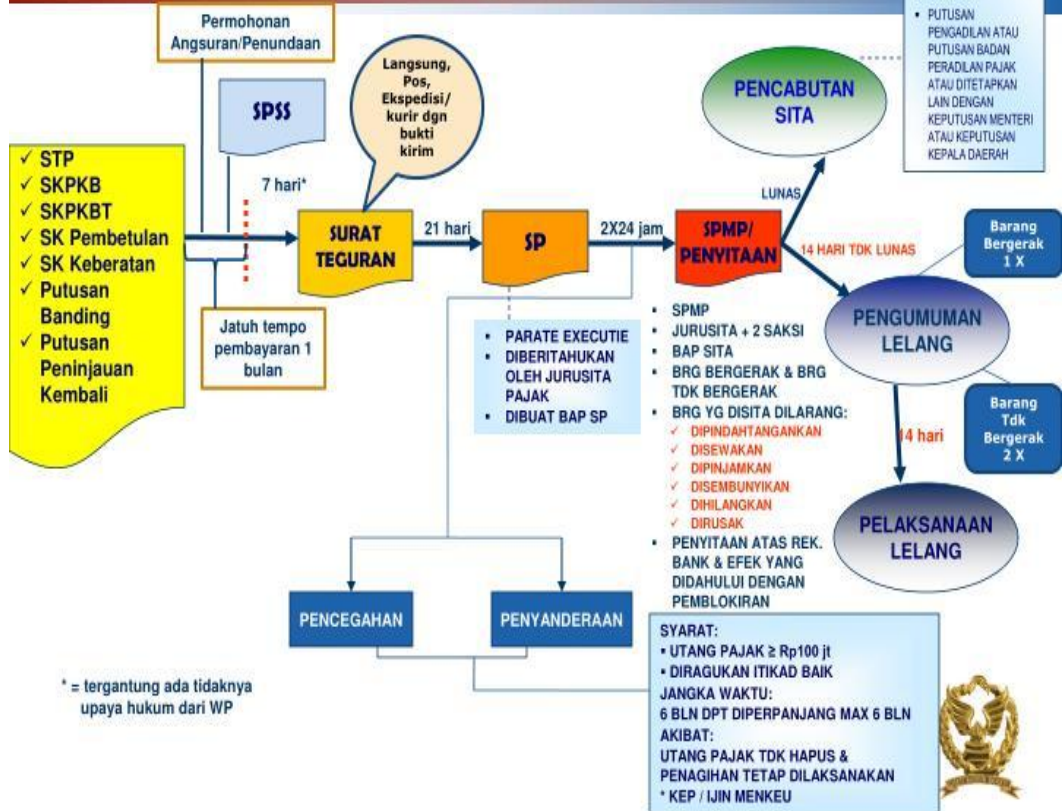 Permohonan
Angsuran/Penundaan
SPSS
Langsung,
Pos,
Ekspedisi/
kurir dgn
bukti
kirim
PENCABUTAN
SITA
• PUTUSAN
PENGADILAN ATAU
PUTUSAN BADAN
PERADILAN PAJAK
ATAU DITETAPKAN
LAIN DENGAN
KEPUTUSAN MENTERI
ATAU KEPUTUSAN
KEPALA DAERAH
✓ STP
✓ SKPKB
✓ SKPKBT
✓ SK Pembetulan
✓ SK Keberatan
✓ Putusan
Banding
✓ Putusan
Peninjauan
Kembali
7 hari*
Jatuh tempo
pembayaran 1
bulan
SURAT
TEGURAN
21 hari
SP
2X24 jam
SPMP/
PENYITAAN
LUNAS
14 HARI TDK LUNAS
Barang
Bergerak
1 X
PENGUMUMAN
LELANG
Barang
Tdk
Bergerak
2 X
14 hari
PELAKSANAAN
LELANG
▪ PARATE EXECUTIE
▪ DIBERITAHUKAN
OLEH JURUSITA
PAJAK
▪ DIBUAT BAP SP
▪ SPMP
▪ JURUSITA + 2 SAKSI
▪ BAP SITA
▪ BRG BERGERAK & BRG
TDK BERGERAK
▪ BRG YG DISITA DILARANG:
✓ DIPINDAHTANGANKAN
✓ DISEWAKAN
✓ DIPINJAMKAN
✓ DISEMBUNYIKAN
✓ DIHILANGKAN
✓ DIRUSAK
▪ PENYITAAN ATAS REK.
BANK & EFEK YANG
DIDAHULUI DENGAN
PEMBLOKIRAN
PENCEGAHAN
PENYANDERAAN
SYARAT:
▪ UTANG PAJAK ≥ Rp100 jt
▪ DIRAGUKAN ITIKAD BAIK
JANGKA WAKTU:
6 BLN DPT DIPERPANJANG MAX 6 BLN
AKIBAT:
UTANG PAJAK TDK HAPUS &
PENAGIHAN TETAP DILAKSANAKAN
* KEP / IJIN MENKEU
* = tergantung ada tidaknya
upaya hukum dari WP